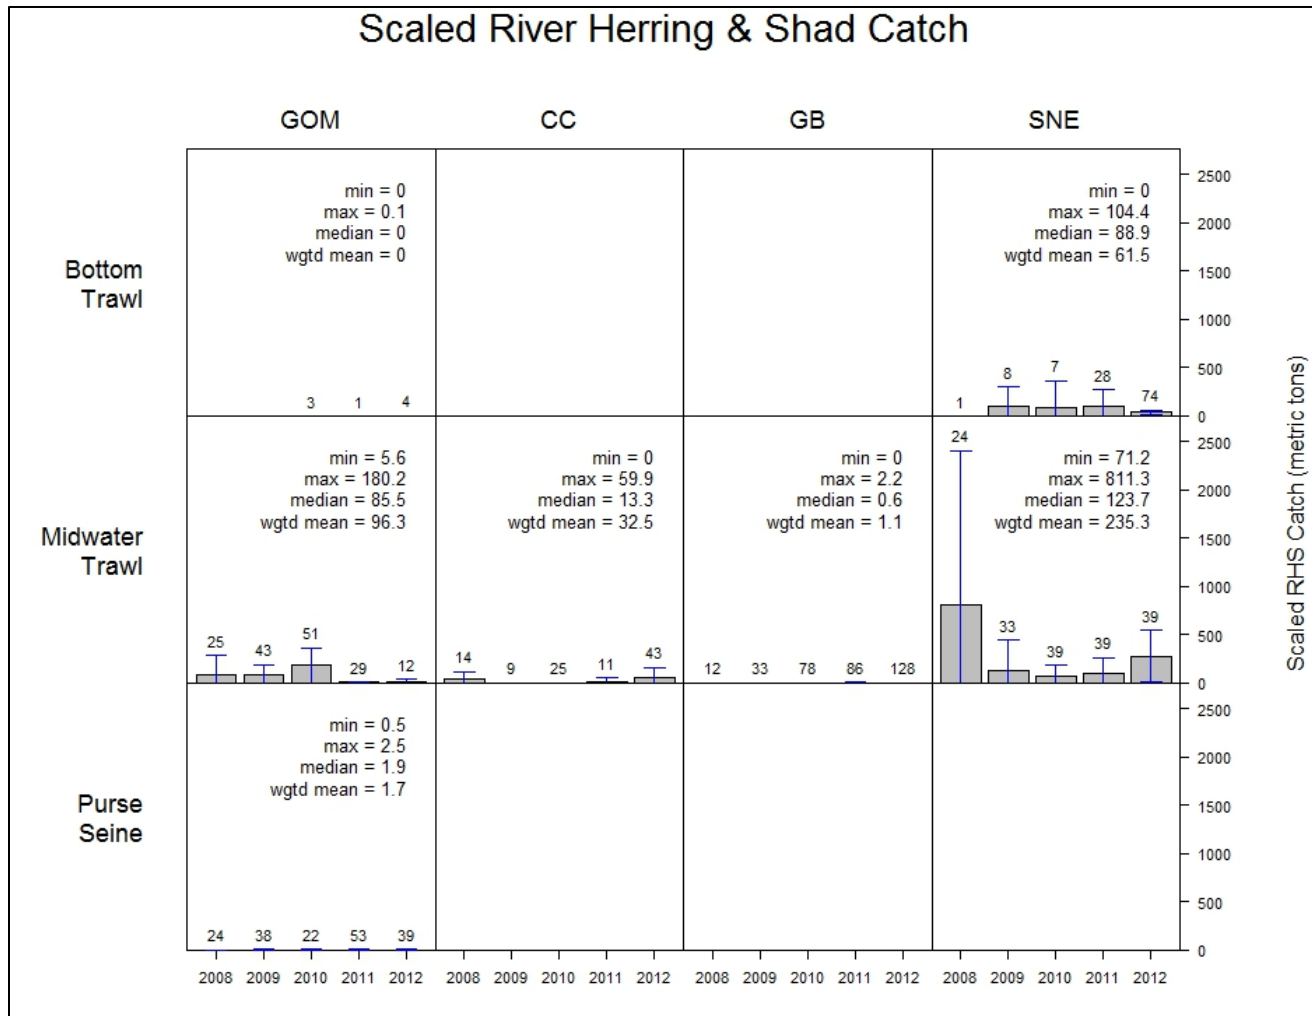 Scaled River Herring & Shad Catch
GOM CC GB SNE
Bottom
Trawl
min = 0
max = 0.1
median = 0
wgtd mean = 0
3 1 4
min = 0
max = 104.4
median = 88.9
wgtd mean = 61.5
1 8 7 28 74
2500
2000
1500
1000
500
0
Midwater
Trawl
min = 5.6
max = 180.2
median = 85.5
wgtd mean = 96.3
25 43 51 29 12
min = 0
max = 59.9
median = 13.3
wgtd mean = 32.5
14 9 25 11 43
min = 0
max = 2.2
median = 0.6
wgtd mean = 1.1
12 33 78 86 128
min = 71.2
max = 811.3
median = 123.7
wgtd mean = 235.3
24 33 39 39 39
2500
2000
1500
1000
500
0
Purse
Seine
min = 0.5
max = 2.5
median = 1.9
wgtd mean = 1.7
24 38 22 53 39
2500
2000
1500
1000
500
0
2008 2009 2010 2011 2012 2008 2009 2010 2011 2012 2008 2009 2010 2011 2012 2008 2009 2010 2011 2012
Scaled RHS Catch (metric tons)